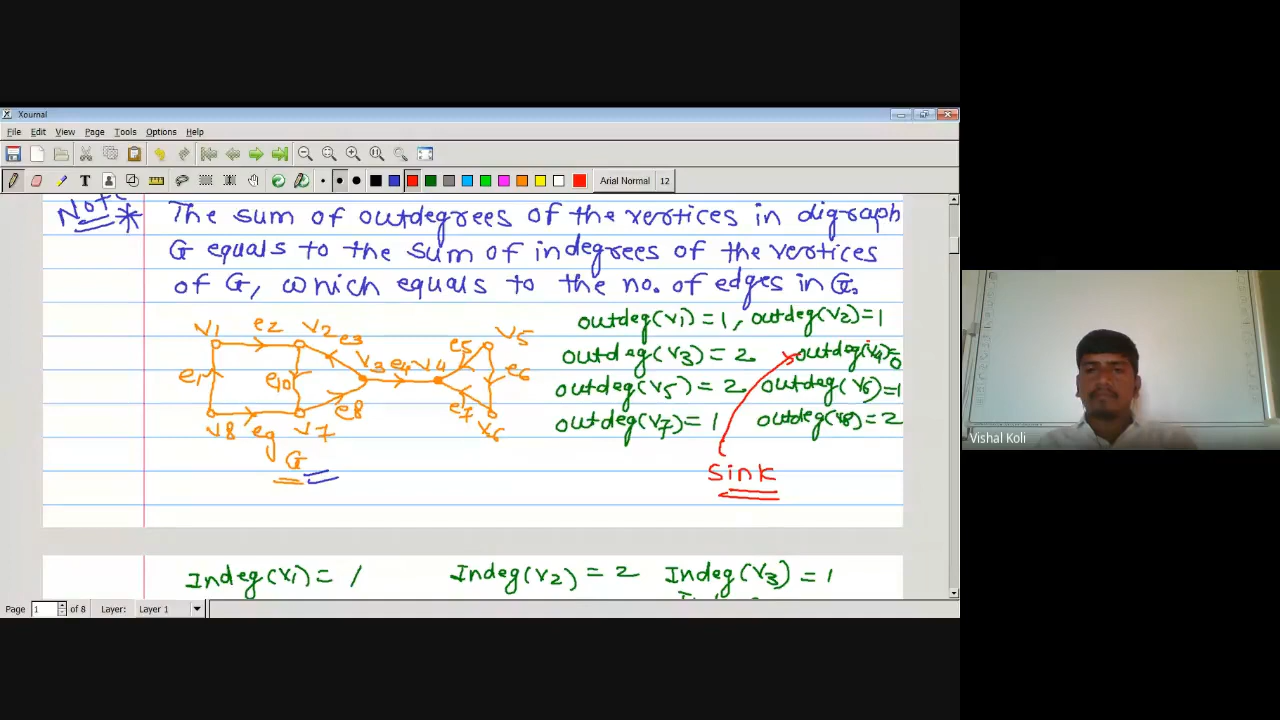 Xournal
File Edit View Page Tools Options Help
Arial Normal 12
Note * The sum of outdegrees of the vertices in digraph
G equals to the sum of indegrees of the vertices
of G, which equals to the no. of edges in G.
outdeg(v1) = 1, outdeg(v2) = 1
outdeg(v3) = 2 outdeg(v4)=0
outdeg(v5) = 2 outdeg(v6)=1
outdeg(v7) = 1 outdeg(v8) = 2
Sink
v1 e2 v2 e3 v3 e4 v4 e5 v5
e1 e10 e8 e7 e6
v8 e9 v7 v6
G
Indeg(v1) = 1 Indeg(v2) = 2 Indeg(v3) = 1
Page 1 of 8 Layer: Layer 1
Vishal Koli